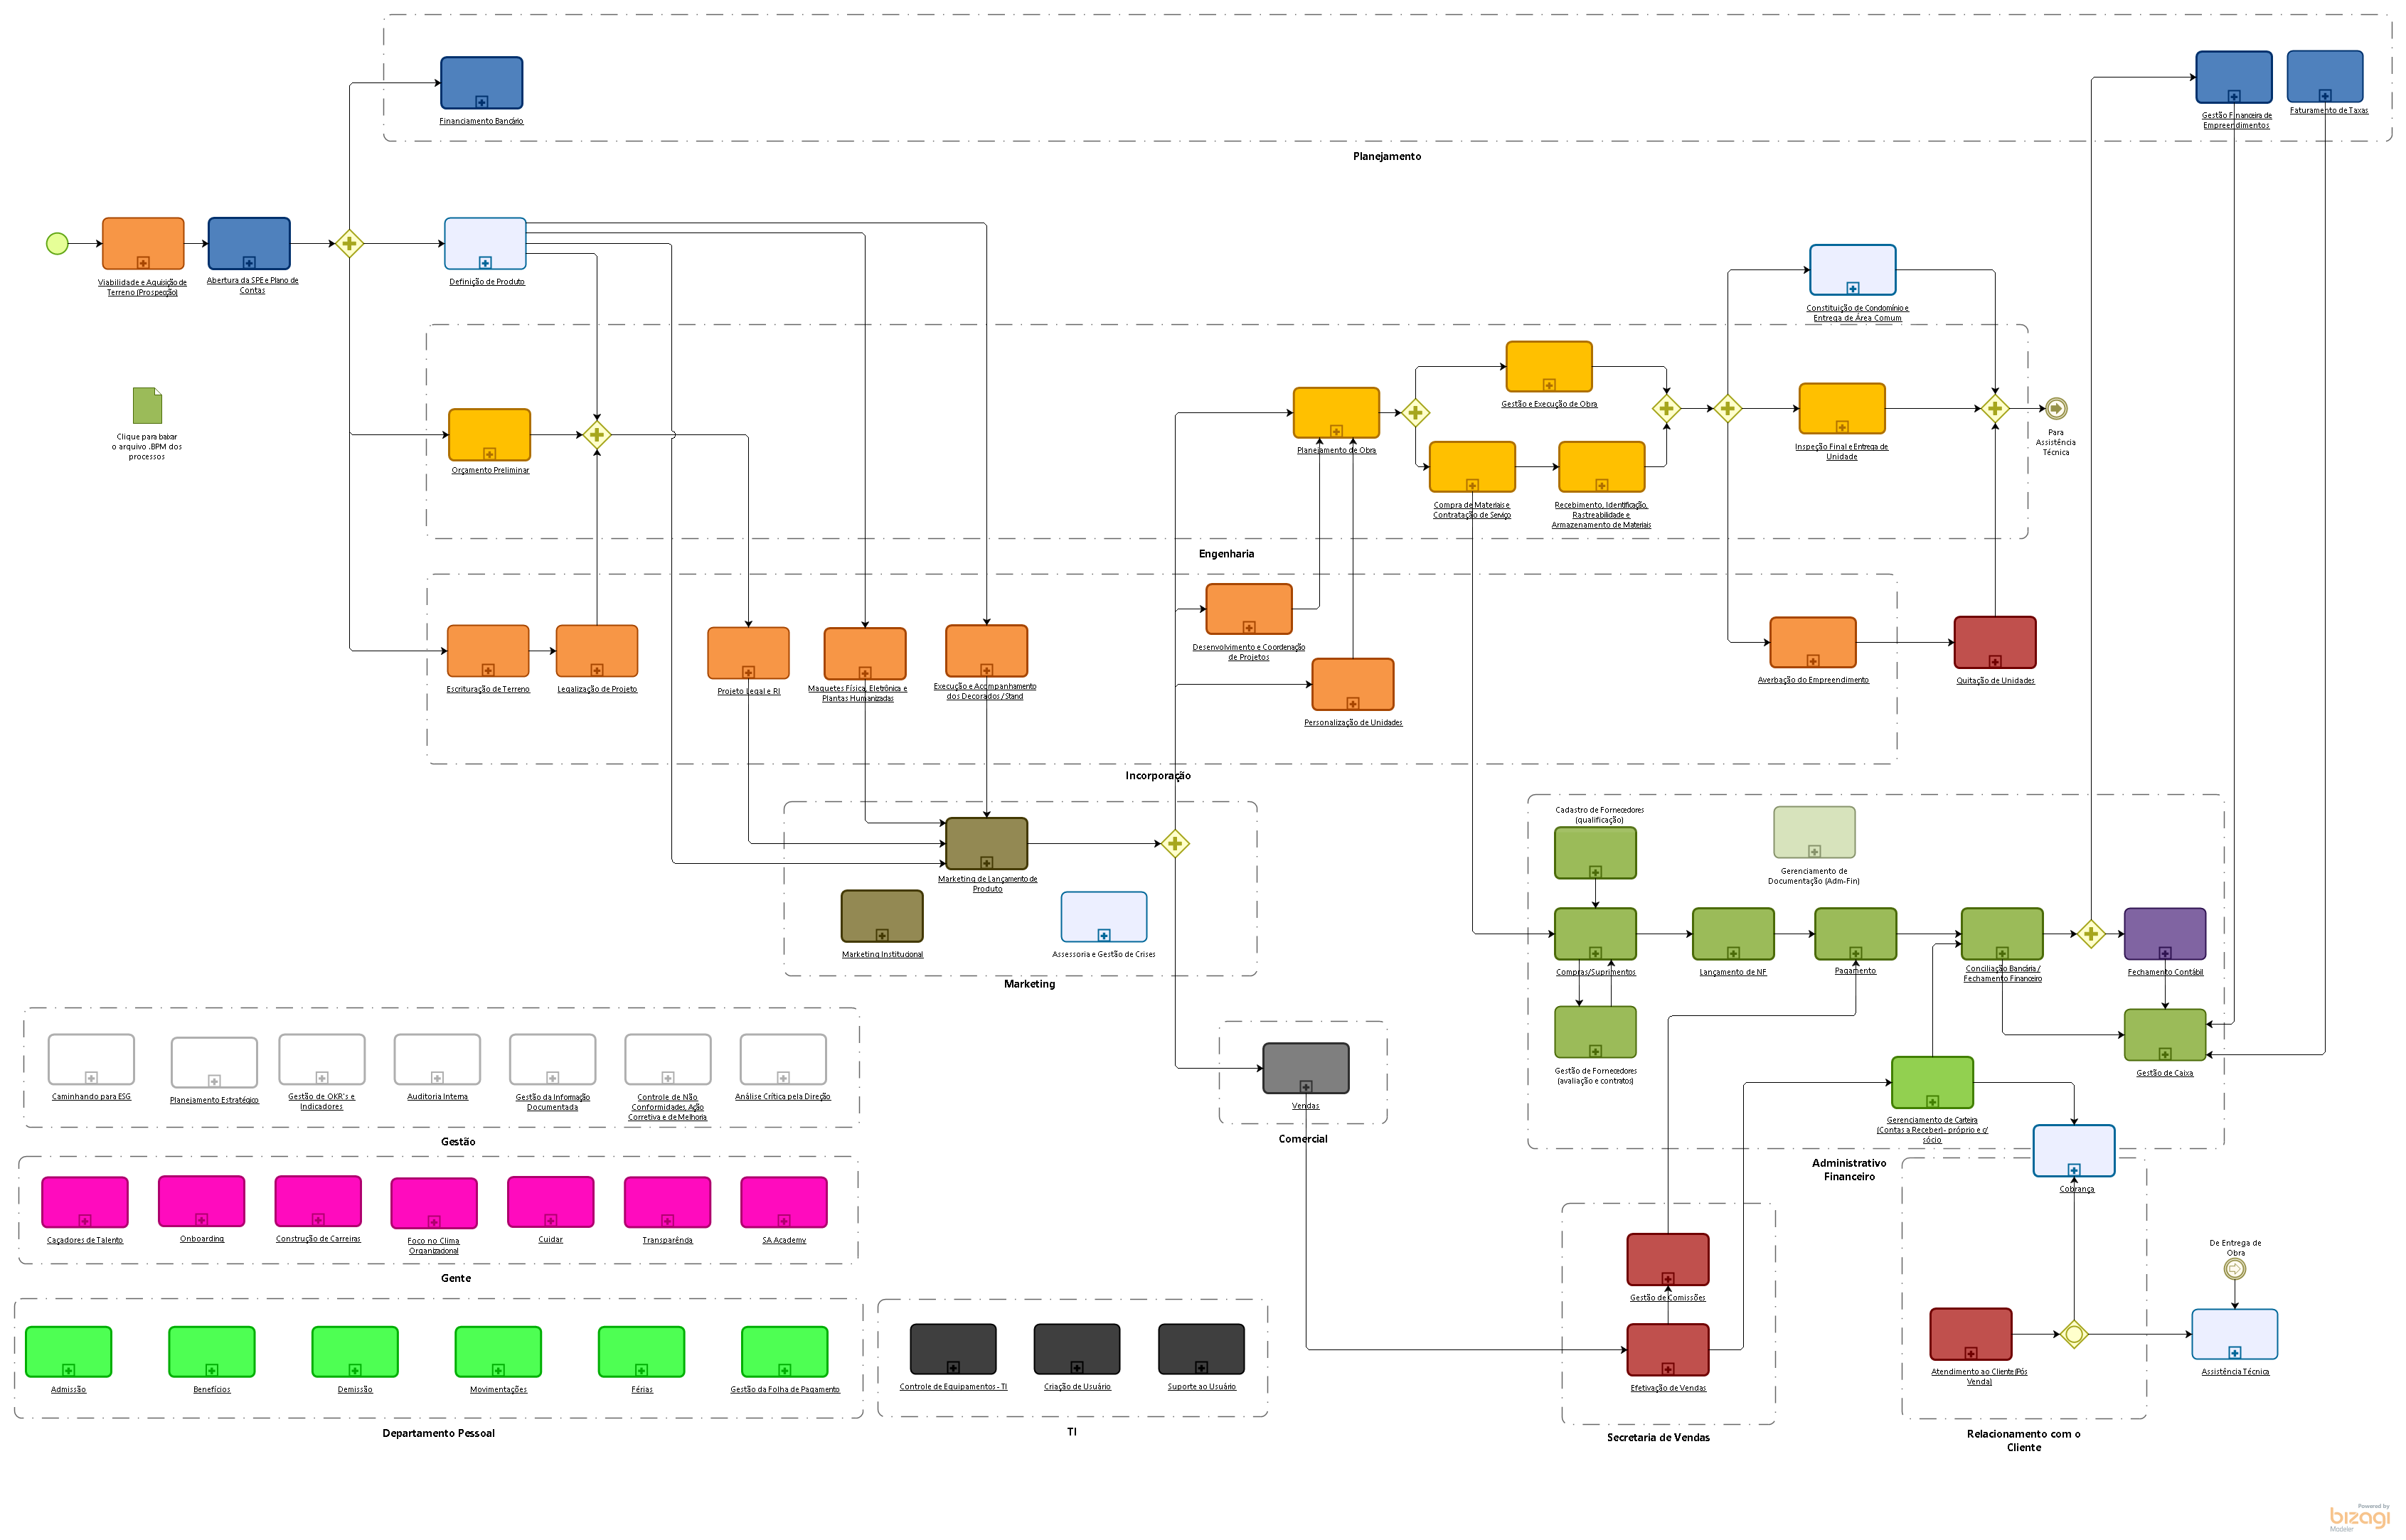 Financiamento Bancário
Gestão Financeira de
Empreendimentos
Faturamento de Taxas
Planejamento
Viabilidade e Aquisição de
Terreno (Prospecção)
Abertura da SPE e Plano de
Contas
Definição de Produto
Constituição de Condomínio e
Entrega de Área Comum
Clique para baixar
o arquivo .BPM dos
processos
Orçamento Preliminar
Planejamento de Obra
Gestão e Execução de Obra
Compra de Materiais e
Contratação de Serviço
Recebimento, Identificação,
Rastreabilidade e
Armazenamento de Materiais
Inspeção Final e Entrega de
Unidade
Para
Assistência
Técnica
Engenharia
Escrituração de Terreno
Legalização de Projeto
Projeto Legal e RI
Maquetes Física, Eletrônica e
Plantas Humanizadas
Execução e Acompanhamento
dos Decorados / Stand
Desenvolvimento e Coordenação
de Projetos
Personalização de Unidades
Averbação do Empreendimento
Quitação de Unidades
Incorporação
Marketing de Lançamento de
Produto
Marketing Institucional
Assessoria e Gestão de Crises
Marketing
Cadastro de Fornecedores
(qualificação)
Gerenciamento de
Documentação (Adm-Fin)
Compras/Suprimentos
Lançamento de NF
Pagamento
Conciliação Bancária /
Fechamento Financeiro
Fechamento Contábil
Gestão de Fornecedores
(avaliação e contratos)
Gestão de Caixa
Gerenciamento de Carteira
(Contas a Receber) - próprio e c/
sócio
Administrativo
Financeiro
Caminhando para ESG
Planejamento Estratégico
Gestão de OKR's e
Indicadores
Auditoria Interna
Gestão da Informação
Documentada
Controle de Não
Conformidades, Ação
Corretiva e de Melhoria
Análise Crítica pela Direção
Gestão
Vendas
Comercial
Cobrança
Caçadores de Talento
Onboarding
Construção de Carreiras
Foco no Clima
Organizacional
Cuidar
Transparência
SA Academy
Gente
Gestão de Comissões
Efetivação de Vendas
Secretaria de Vendas
De Entrega de
Obra
Atendimento ao Cliente (Pós
Venda)
Assistência Técnica
Relacionamento com o
Cliente
Admissão
Benefícios
Demissão
Movimentações
Férias
Gestão da Folha de Pagamento
Departamento Pessoal
Controle de Equipamentos - TI
Criação de Usuário
Suporte ao Usuário
TI
Powered by
bizagi
Modeler